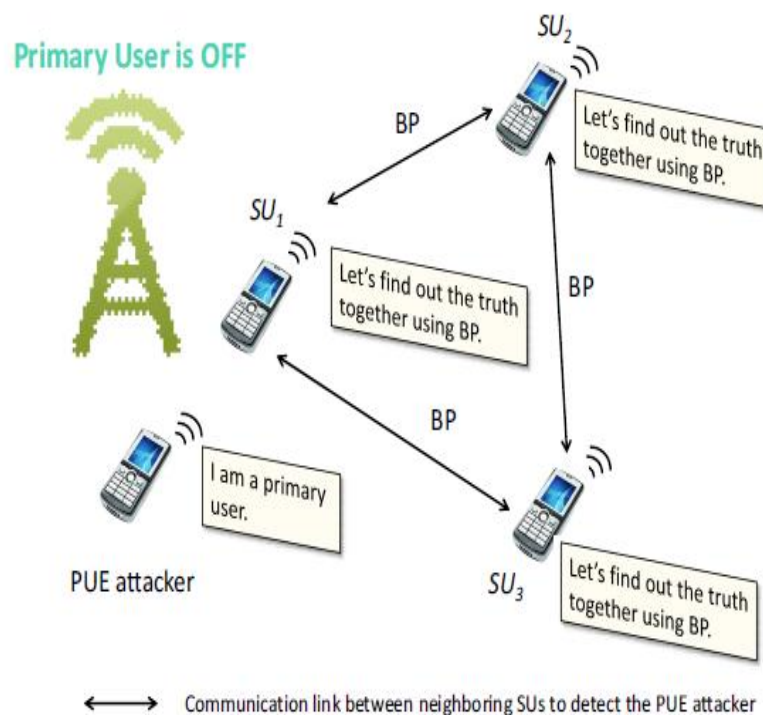 Primary User is OFF
SU2
BP
Let's find out the truth
together using BP.
SU1
Let's find out the truth
together using BP.
BP
BP
I am a primary
user.
PUE attacker
SU3
Let's find out the truth
together using BP.
Communication link between neighboring SUs to detect the PUE attacker